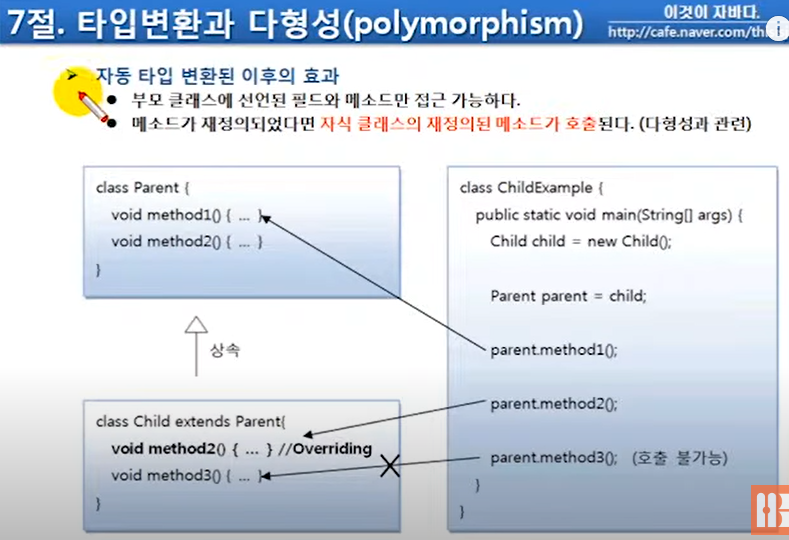 7절. 타입변환과 다형성(polymorphism)
이것이 자바다.
http://cafe.naver.com/thi
자동 타입 변환된 이후의 효과
부모 클래스에 선언된 필드와 메소드만 접근 가능하다.
메소드가 재정의되었다면 자식 클래스의 재정의된 메소드가 호출된다. (다형성과 관련)
class Parent {
void method1() { ... }
void method2() { ... }
}
상속
class Child extends Parent{
void method2() { ... } //Overriding
void method3() { ... }
}
class ChildExample {
public static void main(String[] args) {
Child child = new Child();
Parent parent = child;
parent.method1();
parent.method2();
parent.method3(); (호출 불가능)
}
}